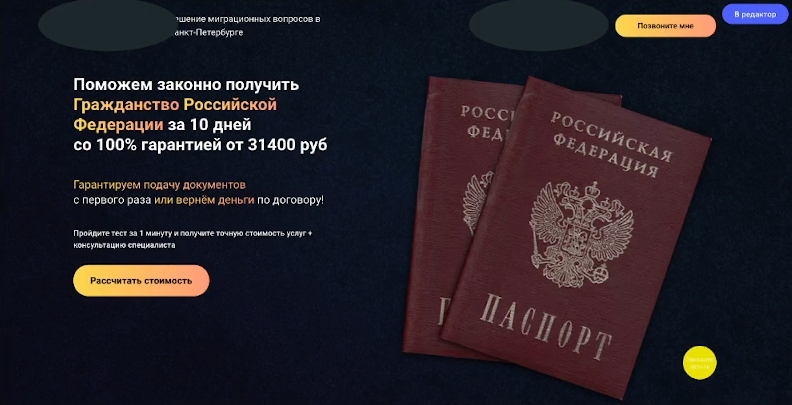 шение миграционных вопросов в
анкт-Петербурге
Позвоните мне
В редактор
Поможем законно получить
Гражданство Российской
Федерации за 10 дней
со 100% гарантией от 31400 руб
Гарантируем подачу документов
с первого раза или вернём деньги по договору!
Пройдите тест за 1 минуту и получите точную стоимость услуг +
консультацию специалиста
Рассчитать стоимость
РОССИЙСКАЯ
ФЕДЕРАЦИЯ
ПАСПОРТ
РОСС
ФЕД
П